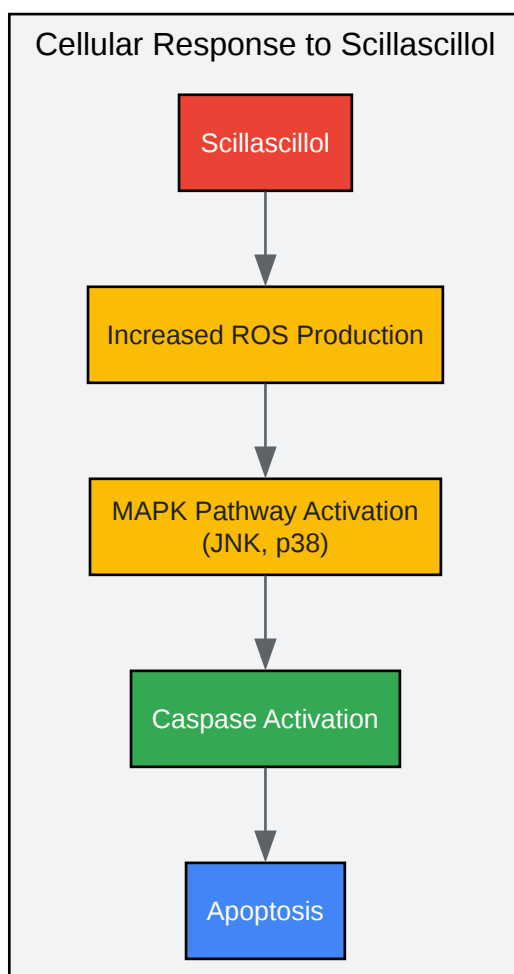 Cellular Response to Scillascillol
Scillascillol
Increased ROS Production
MAPK Pathway Activation
(JNK, p38)
Caspase Activation
Apoptosis